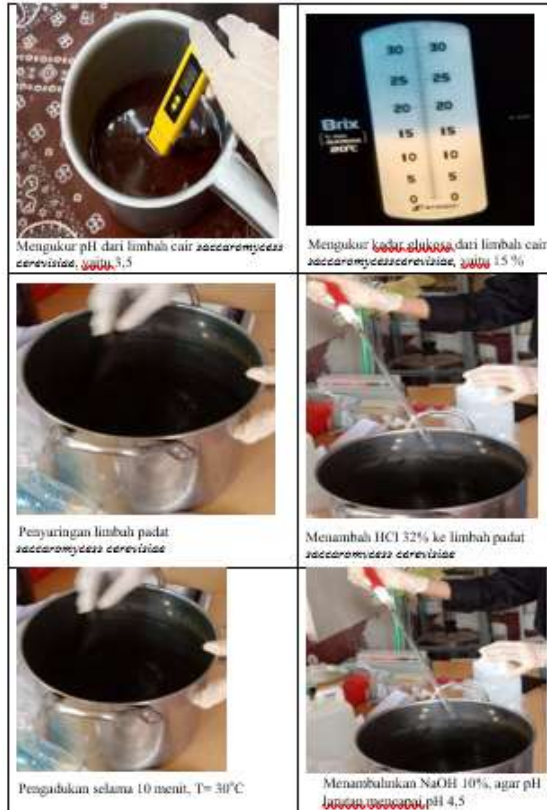 30 30
25 25
20 20
15 15
10 10
5 5
0 0
Brix
20°C
Mengukur pH dari limbah cair saccaromycess
cerevisiae, yaitu 3,5
Mengukur kadar glukosa dari limbah cair
saccaromycesscerevisiae, yaitu 15 %
Penyaringan limbah padat
saccaromycess cerevisiae
Menambah HCl 32% ke limbah padat
saccaromycess cerevisiae
Pengadukan selama 10 menit, T= 30°C
Menambahnkan NaOH 10%, agar pH
larutan mencapai pH 4,5